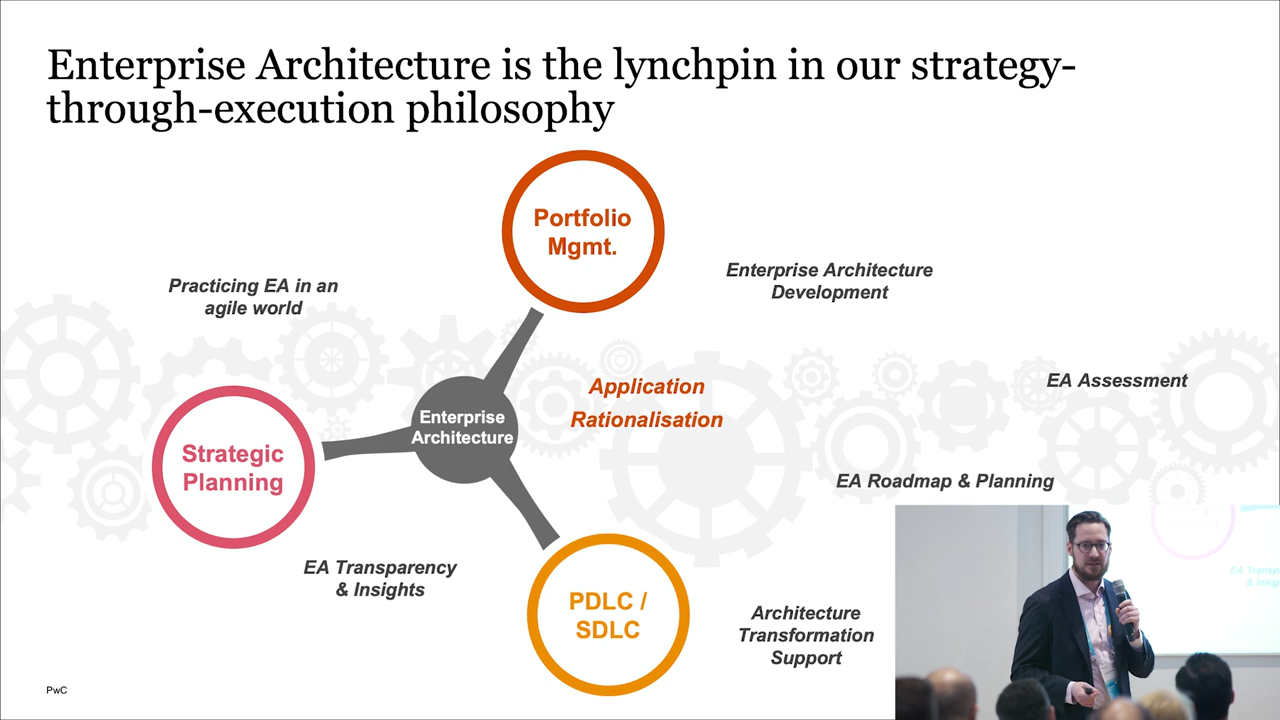 Enterprise Architecture is the lynchpin in our strategy-
through-execution philosophy
Portfolio
Mgmt.
Practicing EA in an
agile world
Enterprise Architecture
Development
Application
Rationalisation
EA Assessment
Enterprise
Architecture
Strategic
Planning
EA Roadmap & Planning
EA Transparency
& Insights
PDLC /
SDLC
Architecture
Transformation
Support
PwC